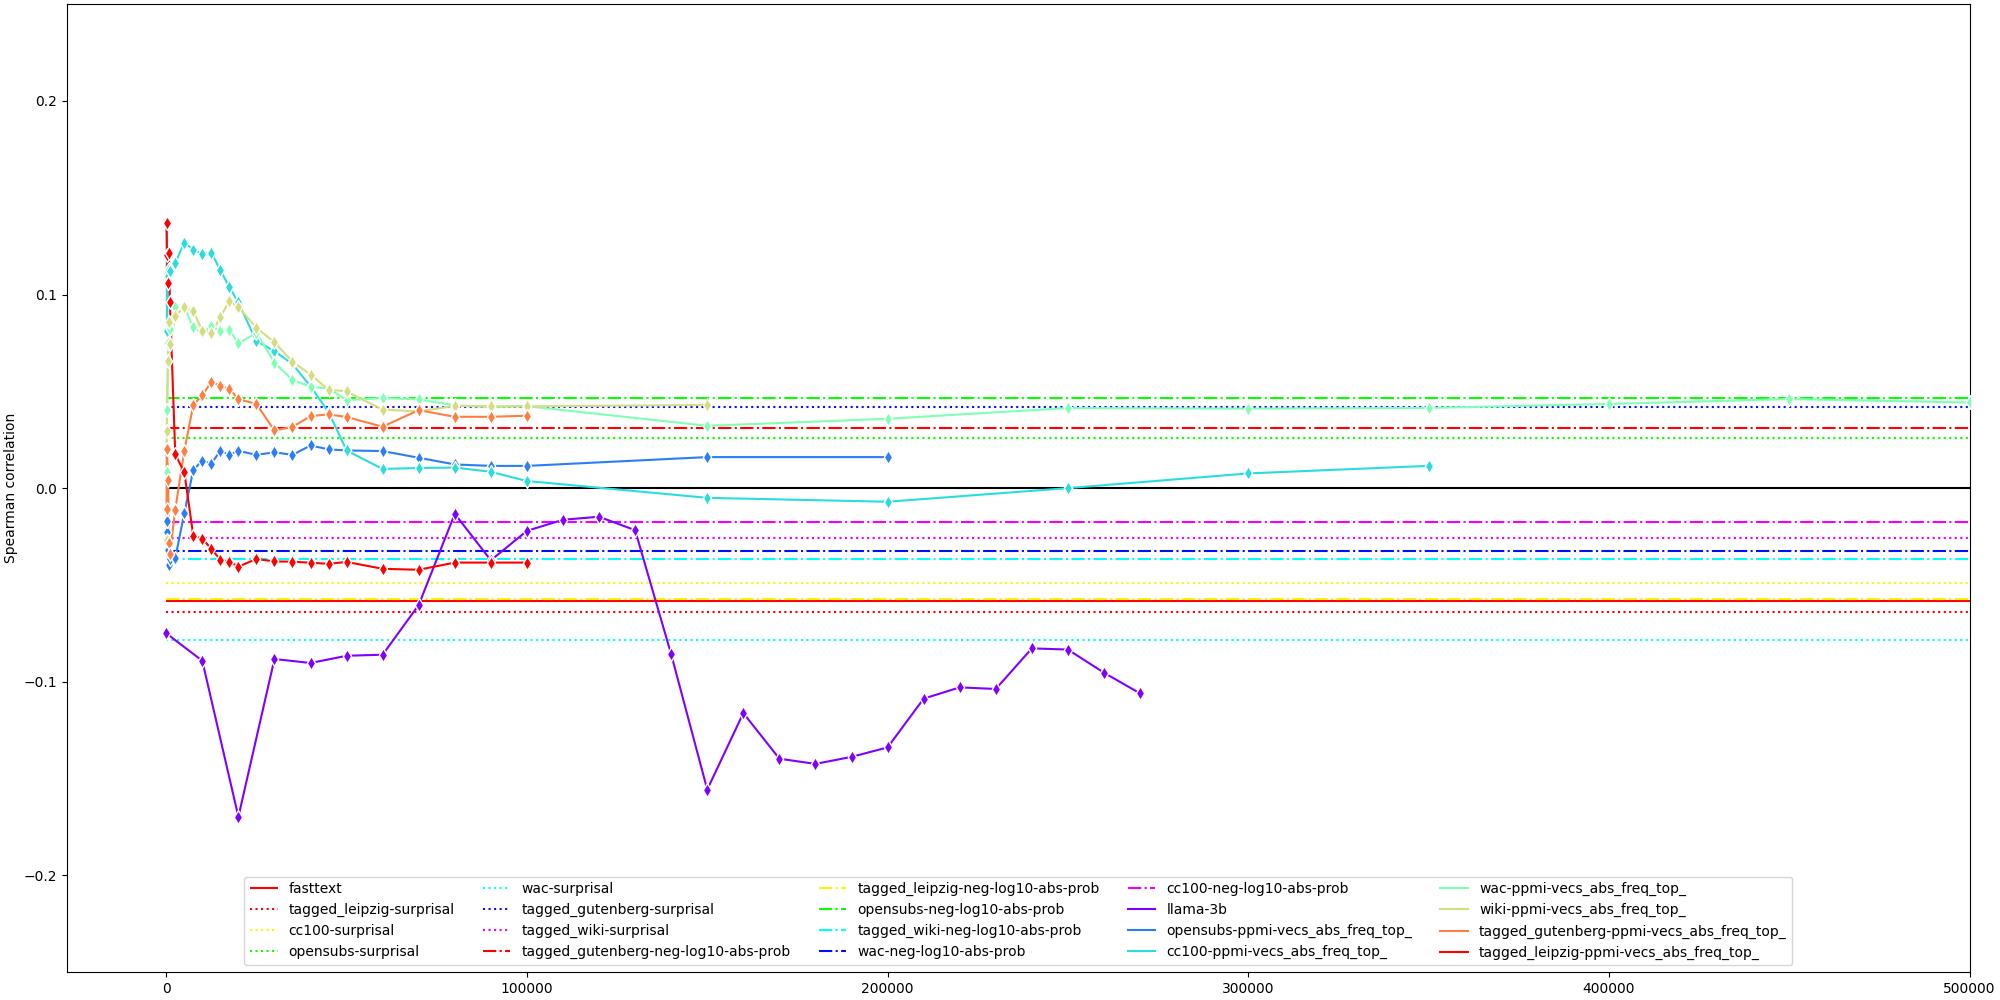 Spearman correlation
0.2
0.1
0.0
−0.1
−0.2
fasttext
tagged_leipzig-surprisal
cc100-surprisal
opensubs-surprisal
wac-surprisal
tagged_gutenberg-surprisal
tagged_wiki-surprisal
tagged_gutenberg-neg-log10-abs-prob
tagged_leipzig-neg-log10-abs-prob
opensubs-neg-log10-abs-prob
tagged_wiki-neg-log10-abs-prob
wac-neg-log10-abs-prob
cc100-neg-log10-abs-prob
llama-3b
opensubs-ppmi-vecs_abs_freq_top_
cc100-ppmi-vecs_abs_freq_top_
wac-ppmi-vecs_abs_freq_top_
wiki-ppmi-vecs_abs_freq_top_
tagged_gutenberg-ppmi-vecs_abs_freq_top_
tagged_leipzig-ppmi-vecs_abs_freq_top_
0
100000
200000
300000
400000
500000